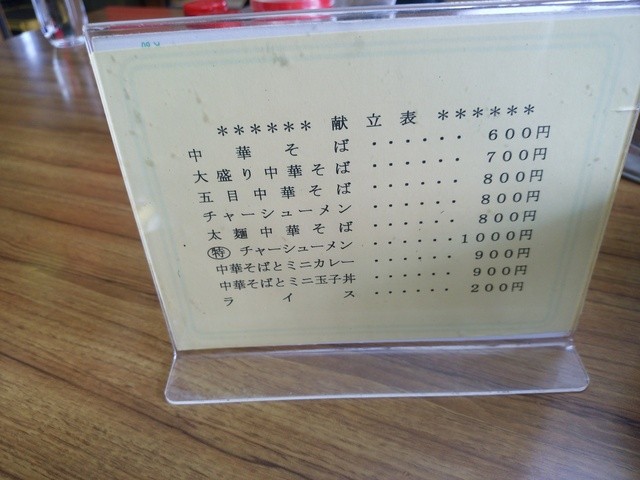 ****** 献立表 ******
中華そば ・・・・・・ 600円
大盛り中華そば ・・・・・・ 700円
五目中華そば ・・・・・・ 800円
チャーシューメン ・・・・・・ 800円
太麺中華そば ・・・・・・ 800円
㊕チャーシューメン ・・・・・・ 1000円
中華そばとミニカレー ・・・・・・ 900円
中華そばとミニ玉子丼 ・・・・・・ 900円
ライス ・・・・・・ 200円